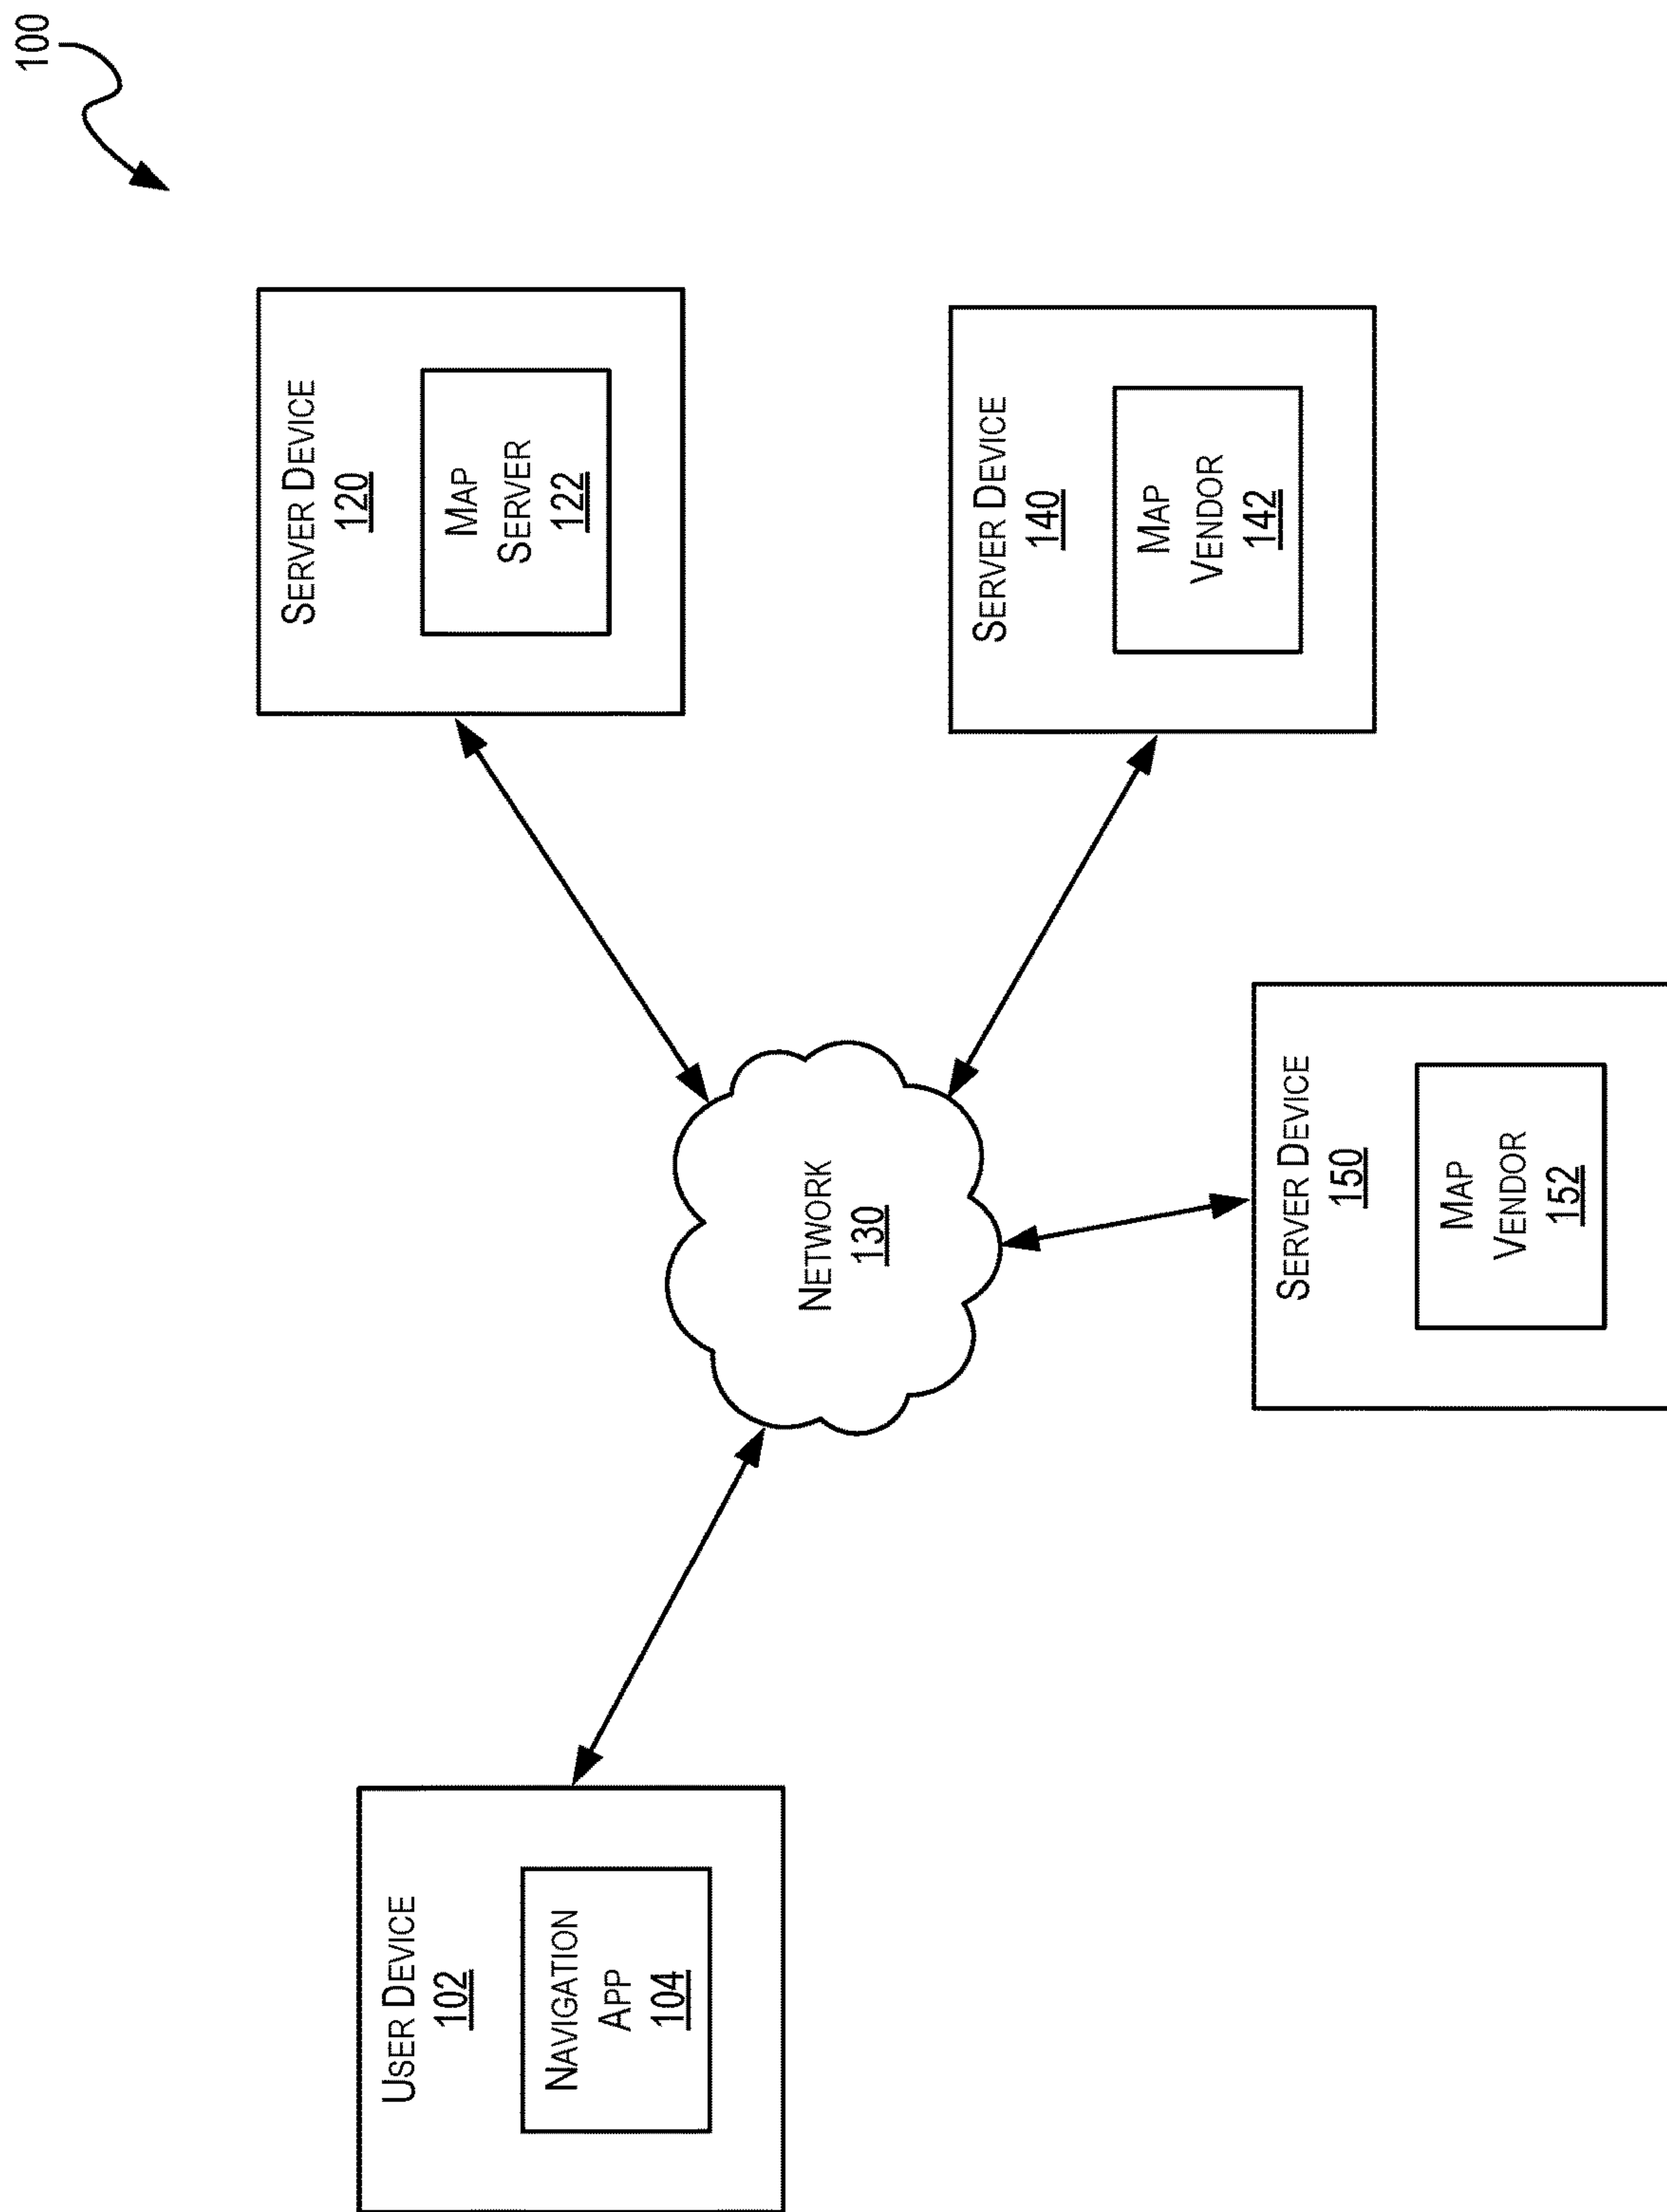 100
USER DEVICE
102
NAVIGATION
APP
104
NETWORK
130
SERVER DEVICE
120
MAP
SERVER
122
SERVER DEVICE
140
MAP
VENDOR
142
SERVER DEVICE
150
MAP
VENDOR
152